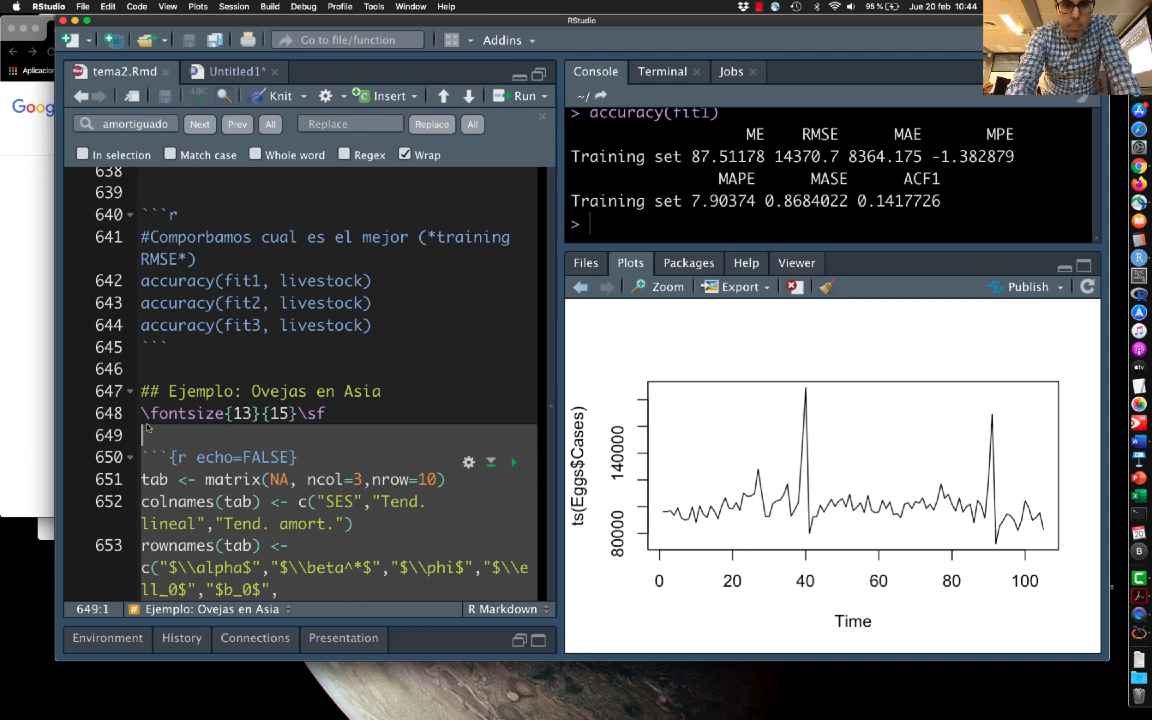 RStudio File Edit Code View Plots Session Build Debug Profile Tools Window Help 95 % Jue 20 feb 10:44
RStudio
Go to file/function Addins
Aplicacion
Goog
tema2.Rmd Untitled1*
ABC Knit Insert Run
amortiguado Next Prev All Replace Replace All
In selection Match case Whole word Regex Wrap
638
639
640 ```r
641 #Comporbamos cual es el mejor (*training
RMSE*)
642 accuracy(fit1, livestock)
643 accuracy(fit2, livestock)
644 accuracy(fit3, livestock)
645 ```
646
647 ## Ejemplo: Ovejas en Asia
648 \fontsize{13}{15}\sf
649
650 ```{r echo=FALSE}
651 tab <- matrix(NA, ncol=3,nrow=10)
652 colnames(tab) <- c("SES","Tend.
lineal","Tend. amort.")
653 rownames(tab) <-
c("$\\alpha$","$\\beta^*$","$\\phi$","$\\e
ll_0$","$b_0$",
649:1 Ejemplo: Ovejas en Asia R Markdown
Environment History Connections Presentation
Console Terminal Jobs
~/
> accuracy(fit1)
ME RMSE MAE MPE
Training set 87.51178 14370.7 8364.175 -1.382879
MAPE MASE ACF1
Training set 7.90374 0.8684022 0.1417726
>
Files Plots Packages Help Viewer
Zoom Export Publish
ts(Eggs$Cases)
80000 140000
0 20 40 60 80 100
Time